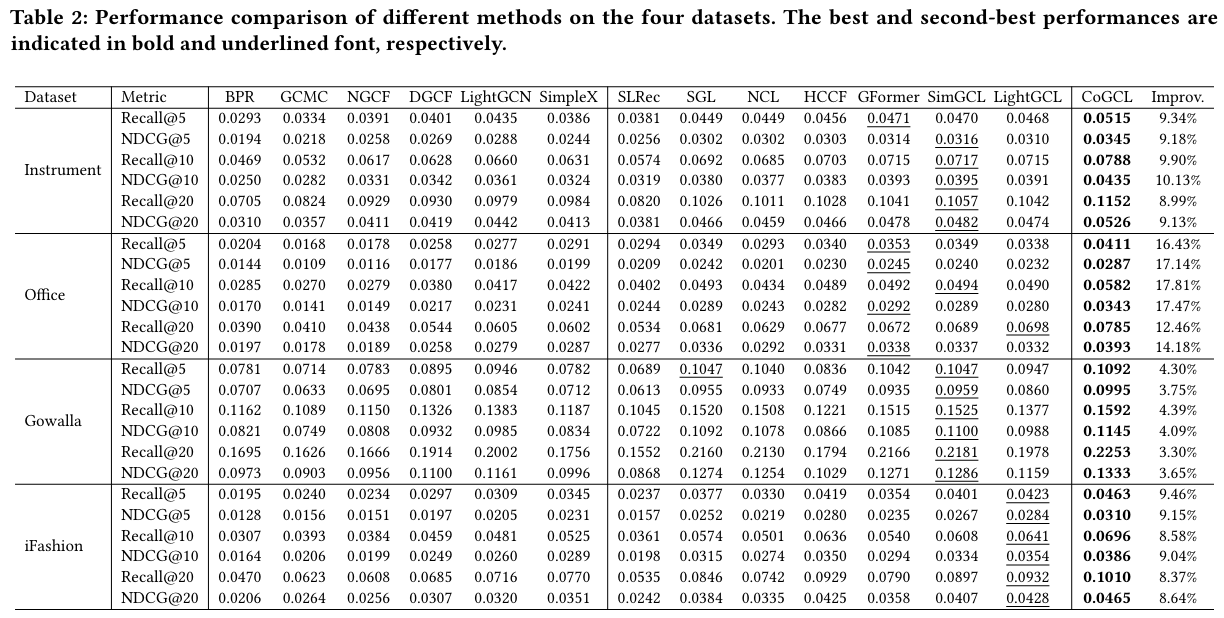 Table 2: Performance comparison of different methods on the four datasets. The best and second-best performances are
indicated in bold and underlined font, respectively.
Dataset Metric BPR GCMC NGCF DGCF LightGCN SimpleX SLRec SGL NCL HCCF GFormer SimGCL LightGCL CoGCL Improv.
Instrument
Recall@5 0.0293 0.0334 0.0391 0.0401 0.0435 0.0386 0.0381 0.0449 0.0449 0.0456 0.0471 0.0470 0.0468 0.0515 9.34%
NDCG@5 0.0194 0.0218 0.0258 0.0269 0.0288 0.0244 0.0256 0.0302 0.0302 0.0303 0.0314 0.0316 0.0310 0.0345 9.18%
Recall@10 0.0469 0.0532 0.0617 0.0628 0.0660 0.0631 0.0574 0.0692 0.0685 0.0703 0.0715 0.0717 0.0715 0.0788 9.90%
NDCG@10 0.0250 0.0282 0.0331 0.0342 0.0361 0.0324 0.0319 0.0380 0.0377 0.0383 0.0393 0.0395 0.0391 0.0435 10.13%
Recall@20 0.0705 0.0824 0.0929 0.0930 0.0979 0.0984 0.0820 0.1026 0.1011 0.1028 0.1041 0.1057 0.1042 0.1152 8.99%
NDCG@20 0.0310 0.0357 0.0411 0.0419 0.0442 0.0413 0.0381 0.0466 0.0459 0.0466 0.0478 0.0482 0.0474 0.0526 9.13%
Office
Recall@5 0.0204 0.0168 0.0178 0.0258 0.0277 0.0291 0.0294 0.0349 0.0293 0.0340 0.0353 0.0349 0.0338 0.0411 16.43%
NDCG@5 0.0144 0.0109 0.0116 0.0177 0.0186 0.0199 0.0209 0.0242 0.0201 0.0230 0.0245 0.0240 0.0232 0.0287 17.14%
Recall@10 0.0285 0.0270 0.0279 0.0380 0.0417 0.0422 0.0402 0.0493 0.0434 0.0489 0.0492 0.0494 0.0490 0.0582 17.81%
NDCG@10 0.0170 0.0141 0.0149 0.0217 0.0231 0.0241 0.0244 0.0289 0.0243 0.0282 0.0292 0.0289 0.0280 0.0343 17.47%
Recall@20 0.0390 0.0410 0.0438 0.0544 0.0605 0.0602 0.0534 0.0681 0.0629 0.0677 0.0672 0.0689 0.0698 0.0785 12.46%
NDCG@20 0.0197 0.0178 0.0189 0.0258 0.0279 0.0287 0.0277 0.0336 0.0292 0.0331 0.0338 0.0337 0.0332 0.0393 14.18%
Gowalla
Recall@5 0.0781 0.0714 0.0783 0.0895 0.0946 0.0782 0.0689 0.1047 0.1040 0.0836 0.1042 0.1047 0.0947 0.1092 4.30%
NDCG@5 0.0707 0.0633 0.0695 0.0801 0.0854 0.0712 0.0613 0.0955 0.0933 0.0749 0.0935 0.0959 0.0860 0.0995 3.75%
Recall@10 0.1162 0.1089 0.1150 0.1326 0.1383 0.1187 0.1045 0.1520 0.1508 0.1221 0.1515 0.1525 0.1377 0.1592 4.39%
NDCG@10 0.0821 0.0749 0.0808 0.0932 0.0985 0.0834 0.0722 0.1092 0.1078 0.0866 0.1085 0.1100 0.0988 0.1145 4.09%
Recall@20 0.1695 0.1626 0.1666 0.1914 0.2002 0.1756 0.1552 0.2160 0.2130 0.1794 0.2166 0.2181 0.1978 0.2253 3.30%
NDCG@20 0.0973 0.0903 0.0956 0.1100 0.1161 0.0996 0.0868 0.1274 0.1254 0.1029 0.1271 0.1286 0.1159 0.1333 3.65%
iFashion
Recall@5 0.0195 0.0240 0.0234 0.0297 0.0309 0.0345 0.0237 0.0377 0.0330 0.0419 0.0354 0.0401 0.0423 0.0463 9.46%
NDCG@5 0.0128 0.0156 0.0151 0.0197 0.0205 0.0231 0.0157 0.0252 0.0219 0.0280 0.0235 0.0267 0.0284 0.0310 9.15%
Recall@10 0.0307 0.0393 0.0384 0.0459 0.0481 0.0525 0.0361 0.0574 0.0501 0.0636 0.0540 0.0608 0.0641 0.0696 8.58%
NDCG@10 0.0164 0.0206 0.0199 0.0249 0.0260 0.0289 0.0198 0.0315 0.0274 0.0350 0.0294 0.0334 0.0354 0.0386 9.04%
Recall@20 0.0470 0.0623 0.0608 0.0685 0.0716 0.0770 0.0535 0.0846 0.0742 0.0929 0.0790 0.0897 0.0932 0.1010 8.37%
NDCG@20 0.0206 0.0264 0.0256 0.0307 0.0320 0.0351 0.0242 0.0384 0.0335 0.0425 0.0358 0.0407 0.0428 0.0465 8.64%